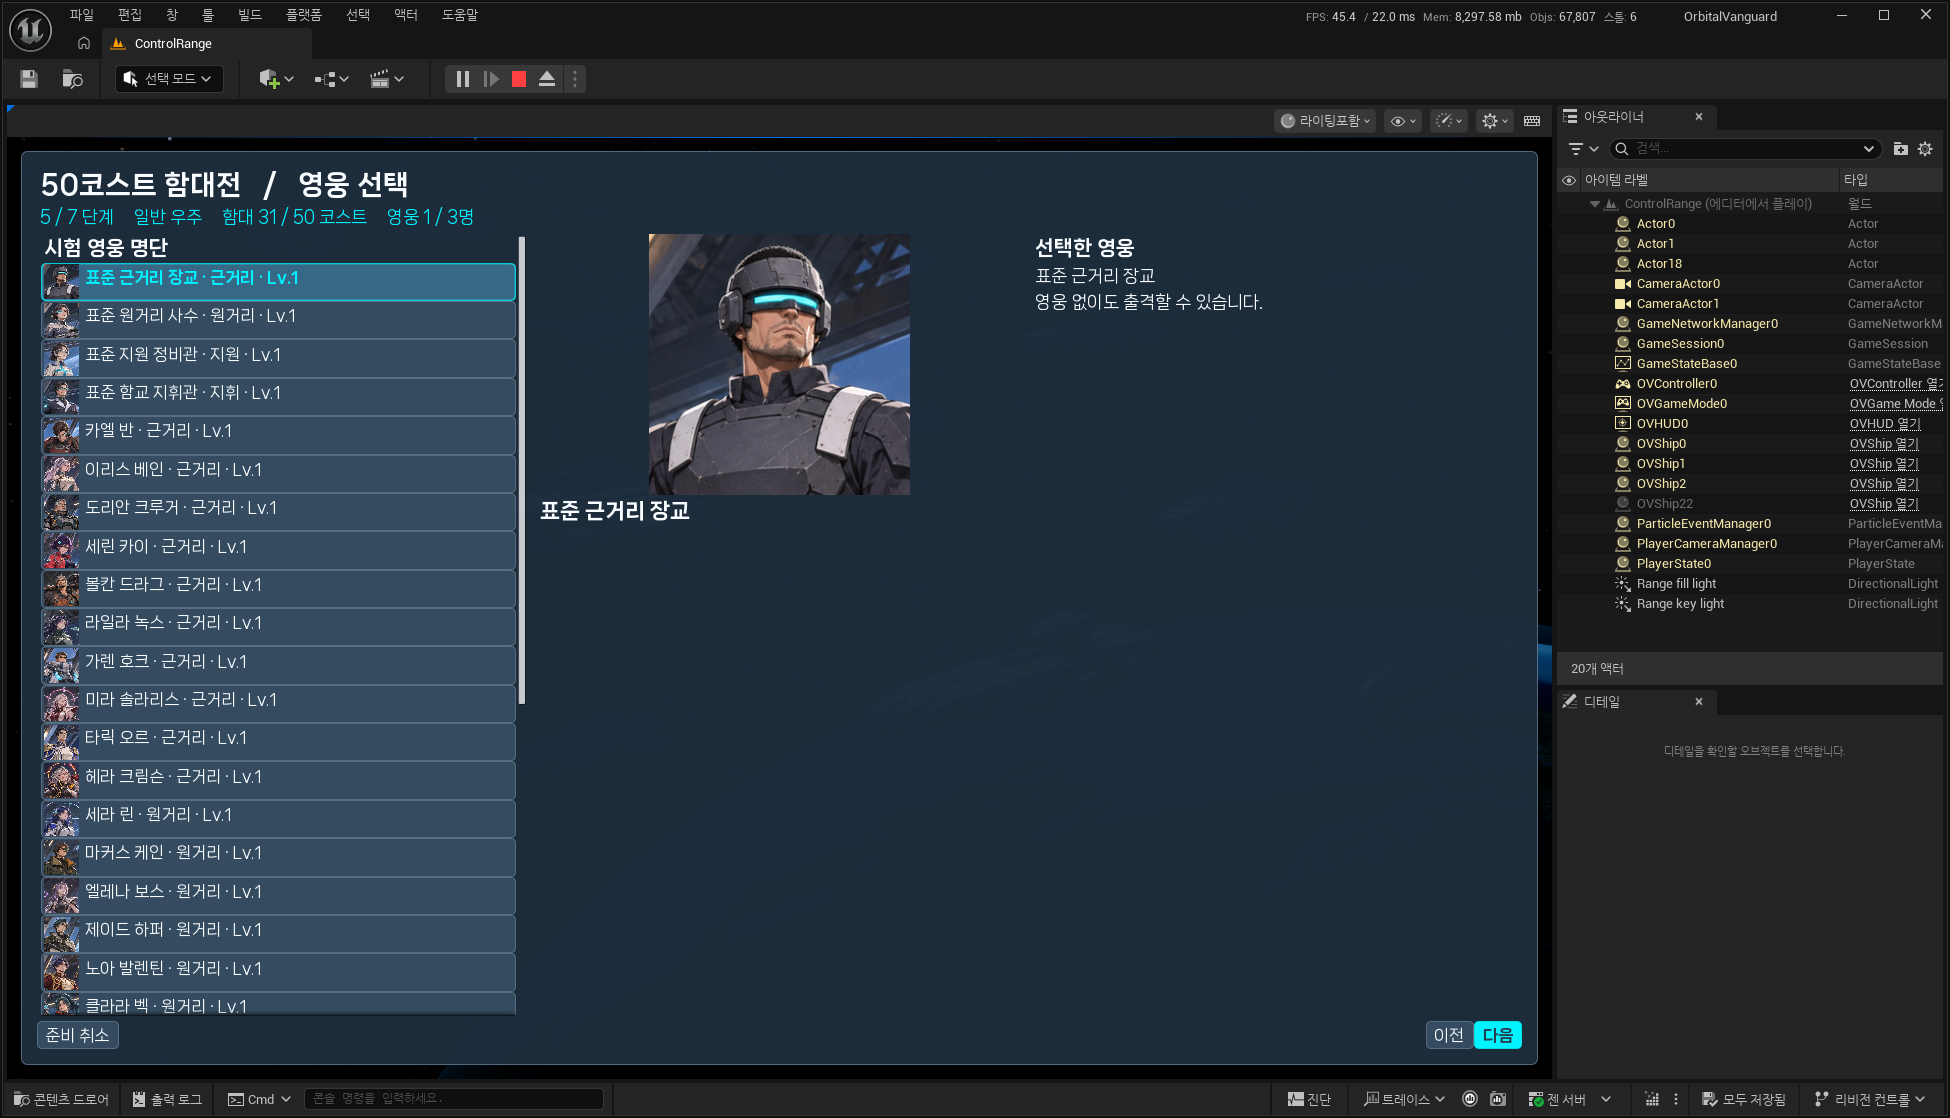 파일 편집 창 툴 빌드 플랫폼 선택 액터 도움말
FPS: 45.4 / 22.0 ms Mem: 8,297.58 mb Objs: 67,807 스톨: 6
OrbitalVanguard
ControlRange
선택 모드
라이팅포함
50코스트 함대전 / 영웅 선택
5 / 7 단계 일반 우주 함대 31 / 50 코스트 영웅 1 / 3명
시험 영웅 명단
표준 근거리 장교 · 근거리 · Lv.1
표준 원거리 사수 · 원거리 · Lv.1
표준 지원 정비관 · 지원 · Lv.1
표준 함교 지휘관 · 지휘 · Lv.1
카엘 반 · 근거리 · Lv.1
이리스 베인 · 근거리 · Lv.1
도리안 크루거 · 근거리 · Lv.1
세린 카이 · 근거리 · Lv.1
볼칸 드라그 · 근거리 · Lv.1
라일라 녹스 · 근거리 · Lv.1
가렌 호크 · 근거리 · Lv.1
미라 솔라리스 · 근거리 · Lv.1
타릭 오르 · 근거리 · Lv.1
헤라 크림슨 · 근거리 · Lv.1
세라 린 · 원거리 · Lv.1
마커스 케인 · 원거리 · Lv.1
엘레나 보스 · 원거리 · Lv.1
제이드 하퍼 · 원거리 · Lv.1
노아 발렌틴 · 원거리 · Lv.1
클라라 벡 · 원거리 · Lv.1
표준 근거리 장교
선택한 영웅
표준 근거리 장교
영웅 없이도 출격할 수 있습니다.
준비 취소
이전 다음
아웃라이너
검색...
아이템 라벨 타입
ControlRange (에디터에서 플레이) 월드
Actor0 Actor
Actor1 Actor
Actor18 Actor
CameraActor0 CameraActor
CameraActor1 CameraActor
GameNetworkManager0 GameNetworkM
GameSession0 GameSession
GameStateBase0 GameStateBase
OVController0 OVController 열기
OVGameMode0 OVGame Mode
OVHUD0 OVHUD 열기
OVShip0 OVShip 열기
OVShip1 OVShip 열기
OVShip2 OVShip 열기
OVShip22 OVShip 열기
ParticleEventManager0 ParticleEventMa
PlayerCameraManager0 PlayerCameraMa
PlayerState0 PlayerState
Range fill light DirectionalLight
Range key light DirectionalLight
20개 액터
디테일
디테일을 확인할 오브젝트를 선택합니다.
콘텐츠 드로어 출력 로그 Cmd 콘솔 명령을 입력하세요.
진단 트레이스 젠 서버 모두 저장됨 리비전 컨트롤